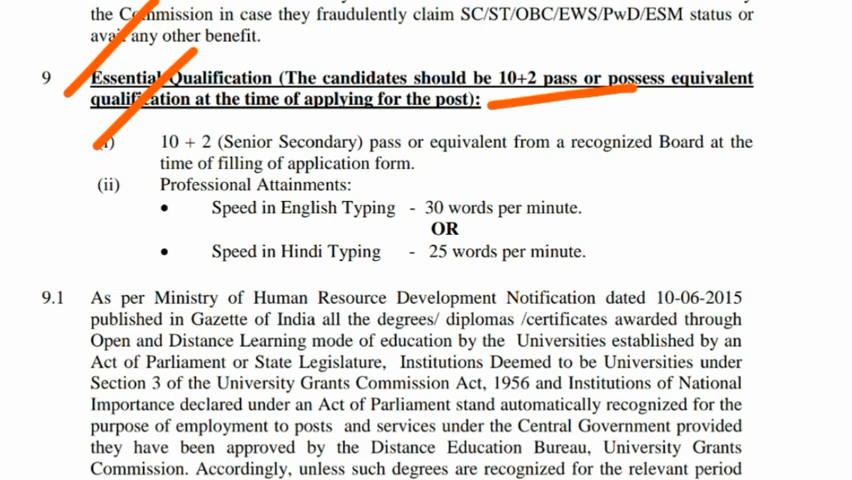 the Commission in case they fraudulently claim SC/ST/OBC/EWS/PwD/ESM status or
avail any other benefit.
9 Essential Qualification (The candidates should be 10+2 pass or possess equivalent
qualification at the time of applying for the post):
(i) 10 + 2 (Senior Secondary) pass or equivalent from a recognized Board at the
time of filling of application form.
(ii) Professional Attainments:
• Speed in English Typing - 30 words per minute.
OR
• Speed in Hindi Typing - 25 words per minute.
9.1 As per Ministry of Human Resource Development Notification dated 10-06-2015
published in Gazette of India all the degrees/ diplomas /certificates awarded through
Open and Distance Learning mode of education by the Universities established by an
Act of Parliament or State Legislature, Institutions Deemed to be Universities under
Section 3 of the University Grants Commission Act, 1956 and Institutions of National
Importance declared under an Act of Parliament stand automatically recognized for the
purpose of employment to posts and services under the Central Government provided
they have been approved by the Distance Education Bureau, University Grants
Commission. Accordingly, unless such degrees are recognized for the relevant period